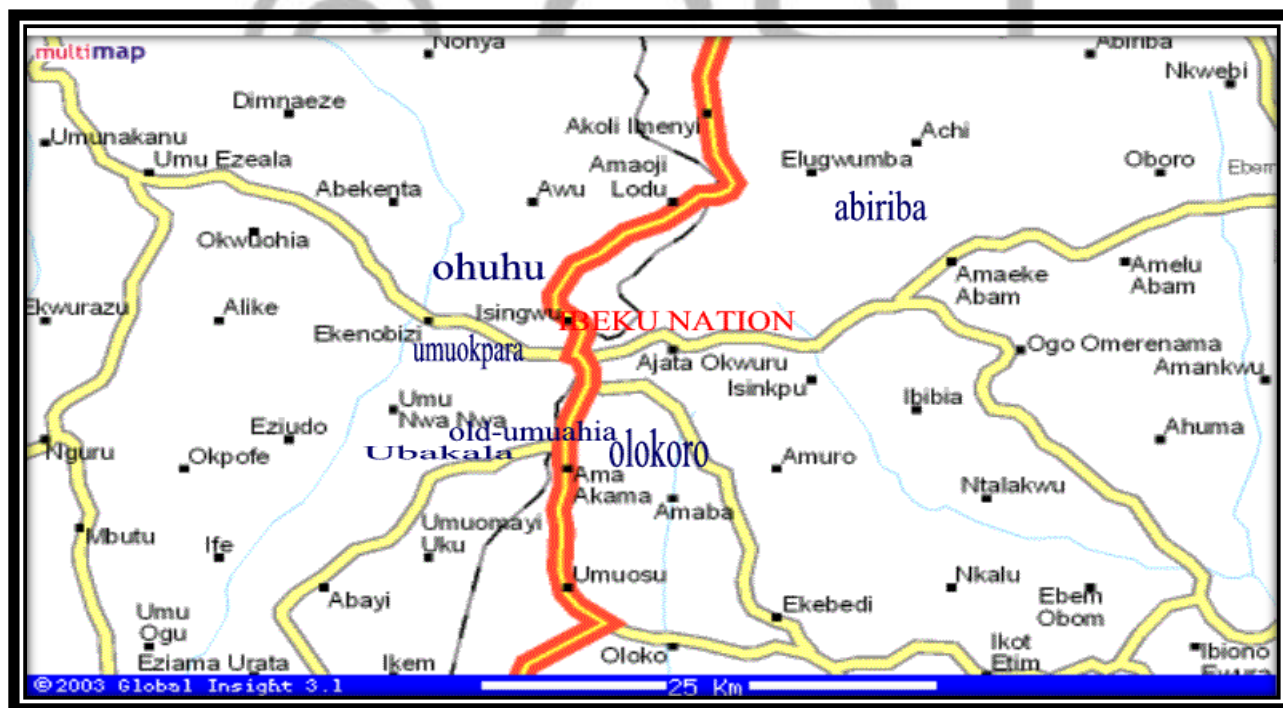 multimap
Nonya
Abiriba
Nkwebi
Dimnaeze
Akoli Imenyi
Achi
Umunakanu
Umu Ezeala
Amaoji
Lodu
Elugwumba
Oboro
Ebem
Abekenta
Awu
abiriba
Okwuohia
ohuhu
Amaeke
Abam
Amelu
Abam
Ekwurazu
Alike
Ekenobizi
Isingwu
IBEKU NATION
umuokpara
Ajata Okwuru
Ogo Omerenama
Isinkpu
Amankwu
Umu
Nwa Nwa
Ibibia
Eziudo
old-umuahia
olokoro
Ahuma
Nguru
Okpofe
Ubakala
Ama
Akama
Amuro
Ntalakwu
Amaba
Mbutu
Ife
Umuomayi
Uku
Umuosu
Nkalu
Abayi
Ekebedi
Ebem
Obom
Umu
Ogu
Oloko
Ikot
Etim
Ibiono
Ewura
Eziama Urata
Ikem
©2003 Global Insight 3.1
25 Km